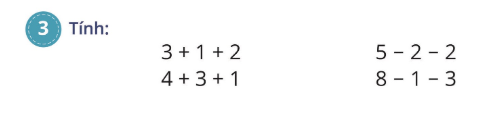 3 Tính:
3 + 1 + 2 5 – 2 – 2
4 + 3 + 1 8 – 1 – 3